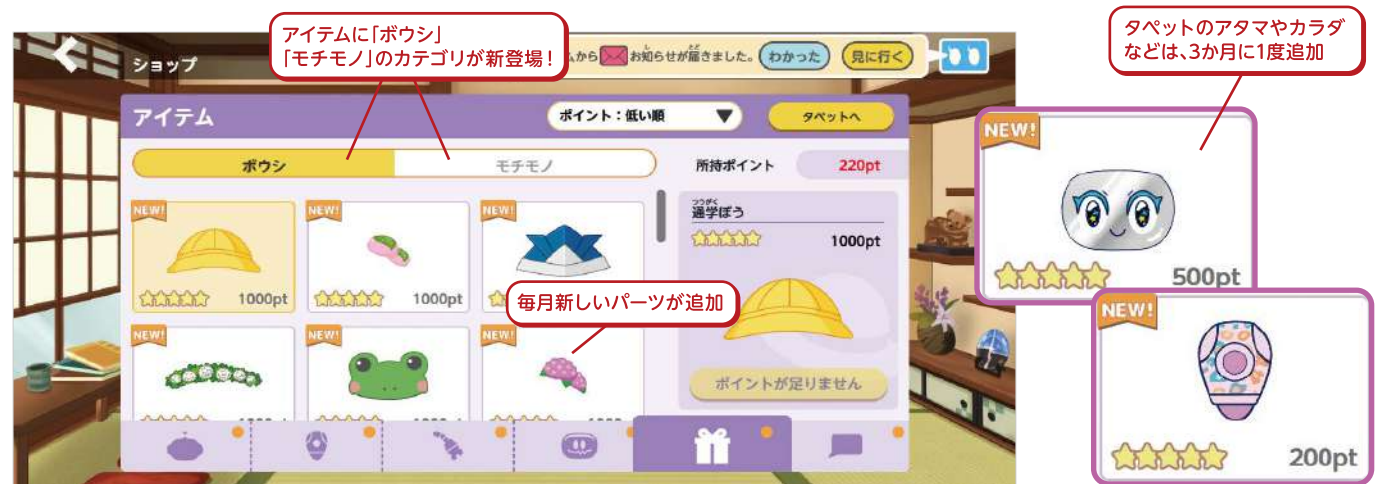 アイテムに「ボウシ」
「モチモノ」のカテゴリが新登場！
タペットのアタマやカラダ
などは、3か月に1度追加
ショップ
から お知らせが届きました。
わかった
見に行く
アイテム
ポイント：低い順
タペットへ
ボウシ
モチモノ
所持ポイント
220pt
NEW!
1000pt
NEW!
1000pt
NEW!
通学ぼう
1000pt
毎月新しいパーツが追加
NEW!
NEW!
NEW!
ポイントが足りません
NEW!
500pt
NEW!
200pt